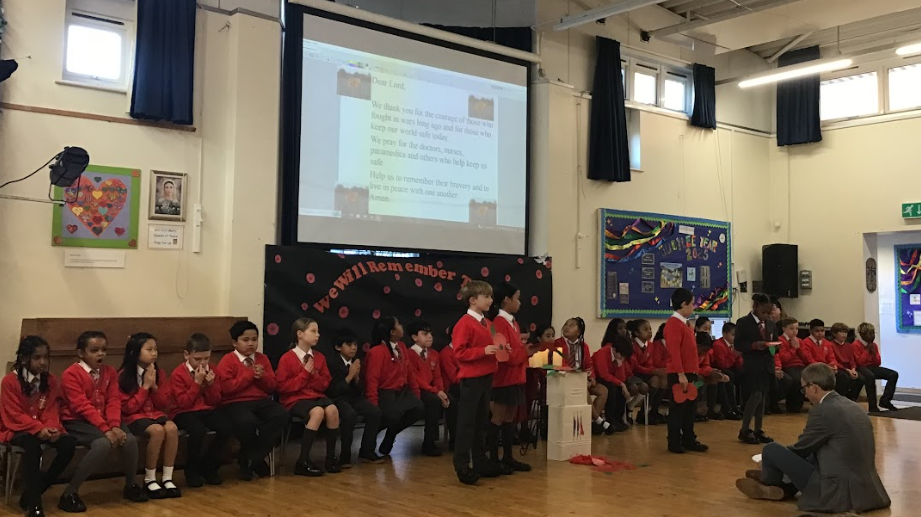 Dear Lord,
We thank you for the courage of those who
fought in wars long ago and for those who
keep our world safe today.
We pray for the doctors, nurses,
paramedics and others who help keep us
safe.
Help us to remember their bravery and to
live in peace with one another.
Amen.
We Will Remember
JUBILEE YEAR
2025